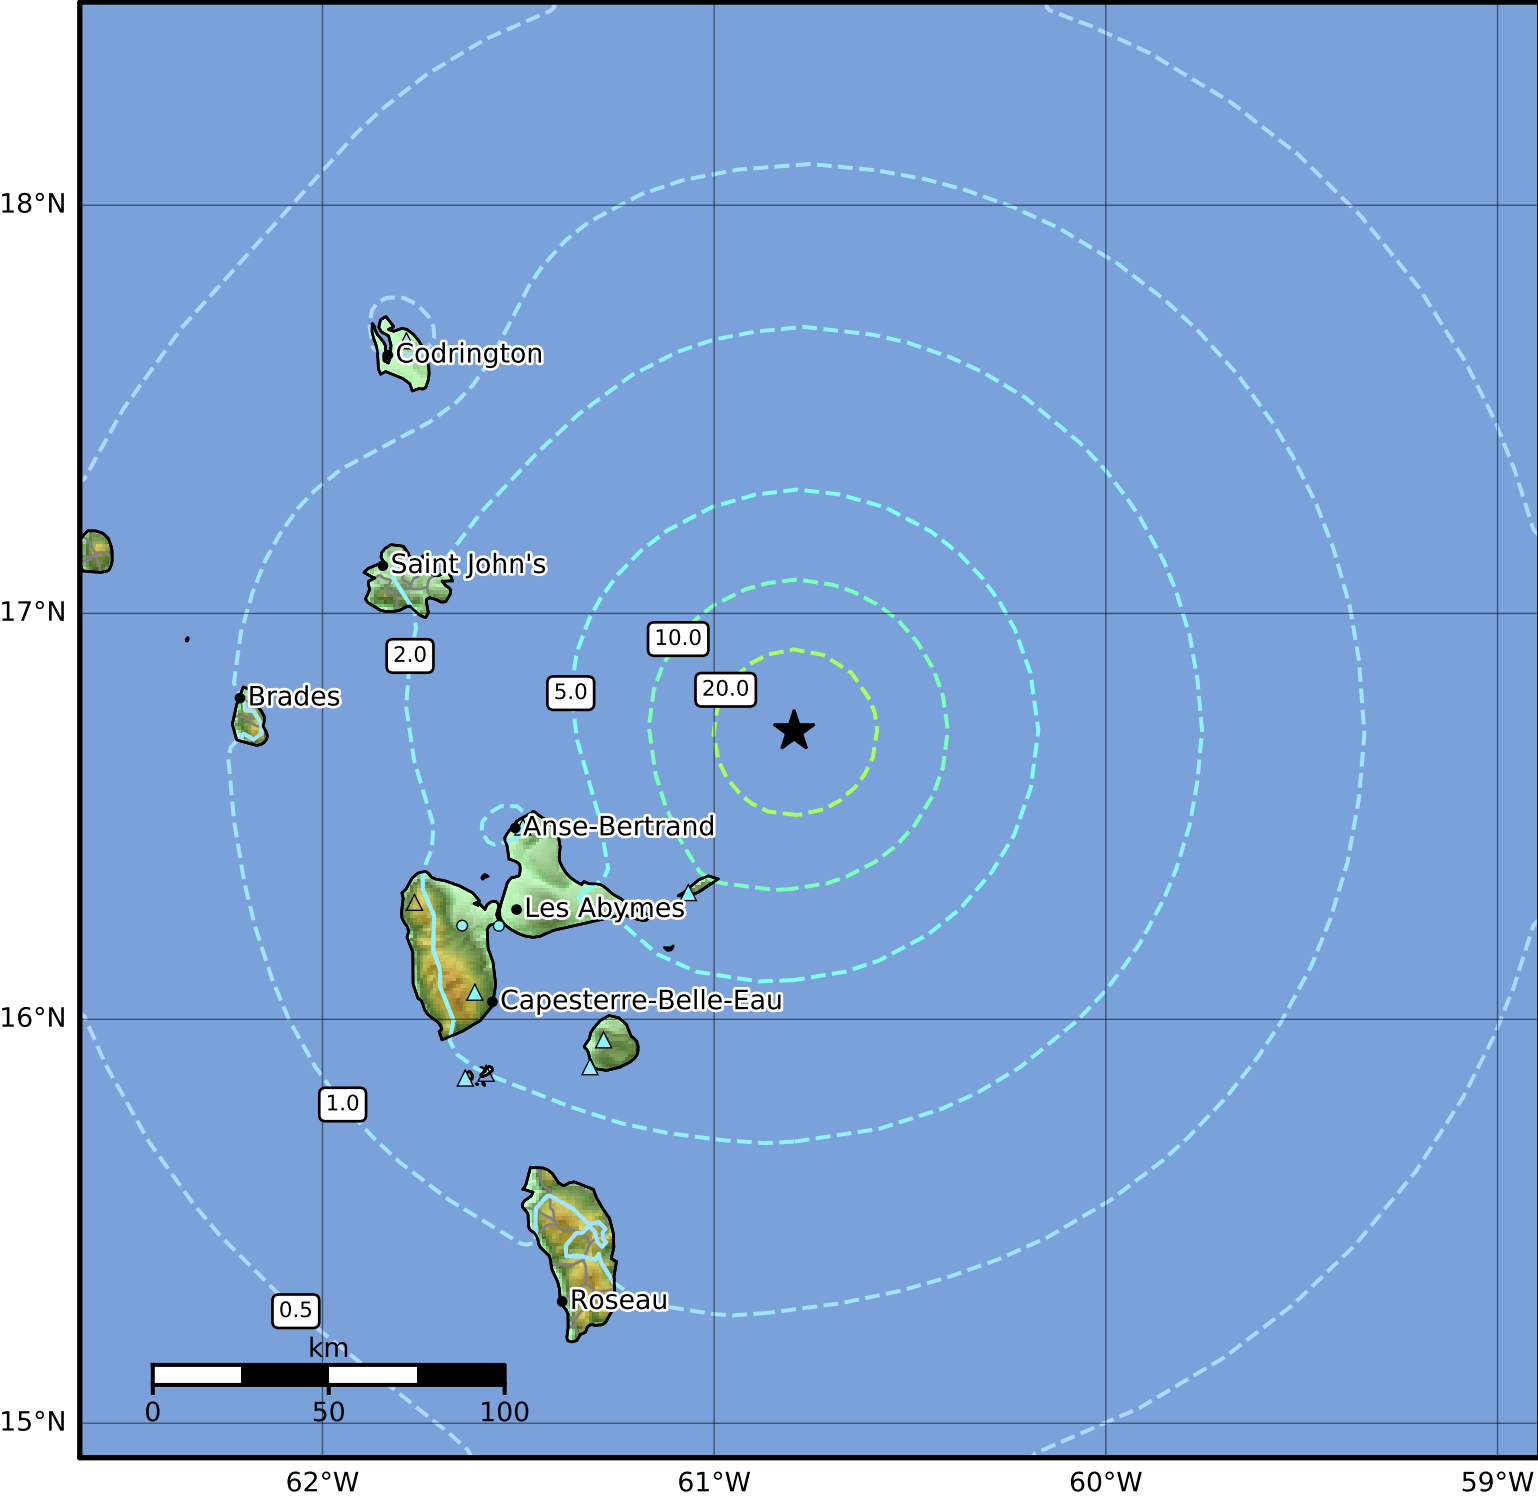 18°N
Codrington
Saint John's
17°N
10.0
2.0
20.0
5.0
Brades
Anse-Bertrand
Les Abymes
Capesterre-Belle-Eau
16°N
1.0
Roseau
0.5
km
0 50 100
15°N
62°W 61°W 60°W 59°W